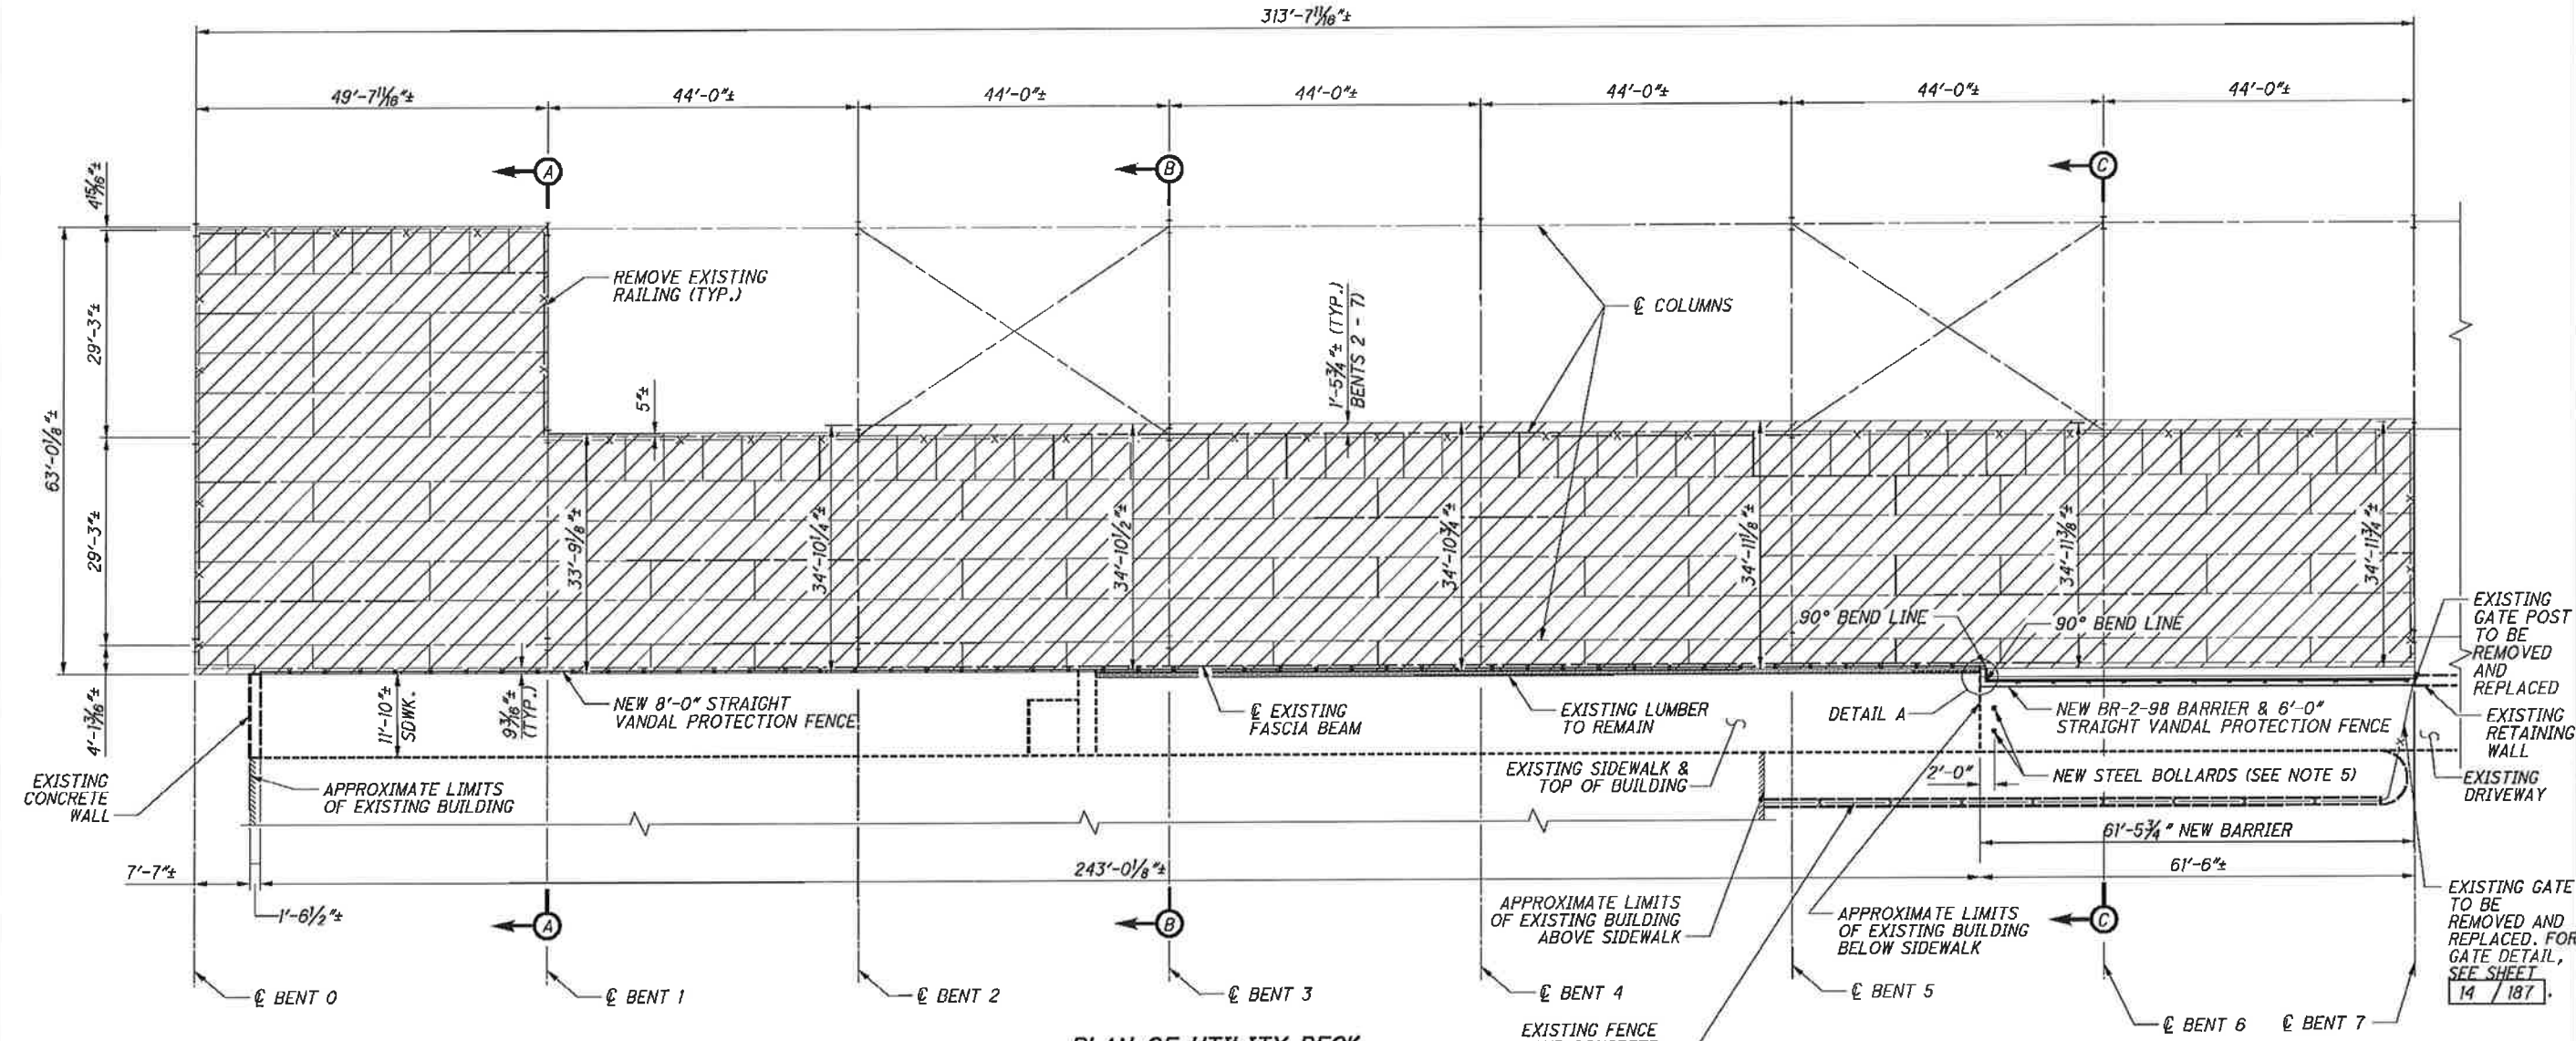 313'-7 11/16"±
49'-7 11/16"±
44'-0"±
44'-0"±
44'-0"±
44'-0"±
44'-0"±
44'-0"±
A
B
C
4 15/16"±
29'-3"±
63'-0 1/8"±
29'-3"±
4'-1 3/16"±
REMOVE EXISTING
RAILING (TYP.)
5"±
1'-5 3/4"± (TYP.)
BENTS 2 - 7)
℄ COLUMNS
33'-9 1/8"±
34'-10 1/4"±
34'-10 1/2"±
34'-10 3/4"±
34'-11 1/8"±
34'-11 3/8"±
34'-11 3/4"±
90° BEND LINE
90° BEND LINE
EXISTING
GATE POST
TO BE
REMOVED
AND
REPLACED
EXISTING
RETAINING
WALL
EXISTING
DRIVEWAY
11'-10"±
SDWK.
9 3/16"±
(TYP.)
NEW 8'-0" STRAIGHT
VANDAL PROTECTION FENCE
℄ EXISTING
FASCIA BEAM
EXISTING LUMBER
TO REMAIN
DETAIL A
NEW BR-2-98 BARRIER & 6'-0"
STRAIGHT VANDAL PROTECTION FENCE
EXISTING
CONCRETE
WALL
APPROXIMATE LIMITS
OF EXISTING BUILDING
EXISTING SIDEWALK &
TOP OF BUILDING
2'-0"
NEW STEEL BOLLARDS (SEE NOTE 5)
61'-5 3/4" NEW BARRIER
7'-7"±
243'-0 1/8"±
61'-6"±
1'-6 1/2"±
A
B
C
APPROXIMATE LIMITS
OF EXISTING BUILDING
ABOVE SIDEWALK
APPROXIMATE LIMITS
OF EXISTING BUILDING
BELOW SIDEWALK
EXISTING GATE
TO BE
REMOVED AND
REPLACED. FOR
GATE DETAIL,
SEE SHEET
14 / 187 .
℄ BENT 0
℄ BENT 1
℄ BENT 2
℄ BENT 3
℄ BENT 4
℄ BENT 5
℄ BENT 6
℄ BENT 7
EXISTING FENCE
PLAN OF UTILITY DECK